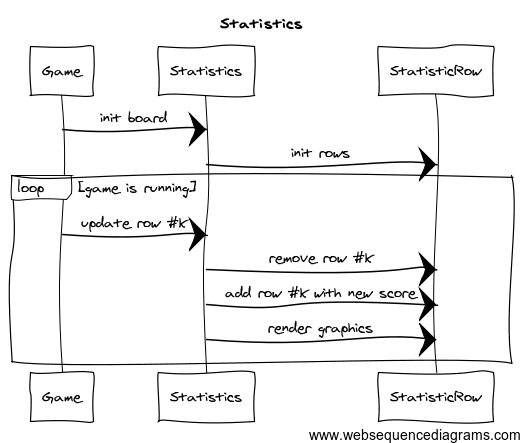 Statistics
Game Statistics StatisticRow
init board
init rows
loop [game is running]
update row #k
remove row #k
add row #k with new score
render graphics
Game Statistics StatisticRow
www.websequencediagrams.com